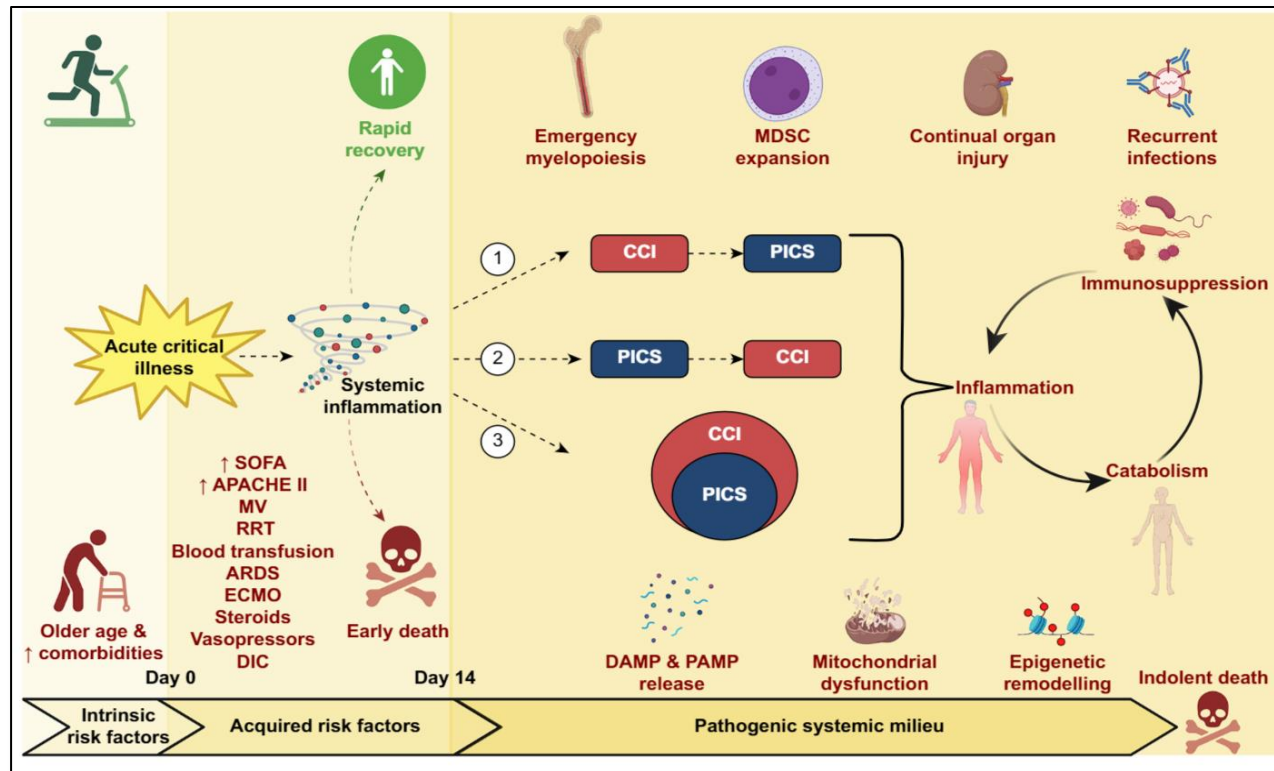 Rapid
recovery
Emergency
myelopoiesis
MDSC
expansion
Continual organ
injury
Recurrent
infections
Acute critical
illness
Systemic
inflammation
1
CCI
PICS
2
PICS
CCI
3
CCI
PICS
Immunosuppression
Inflammation
Catabolism
↑ SOFA
↑ APACHE II
MV
RRT
Blood transfusion
ARDS
ECMO
Steroids
Vasopressors
DIC
Older age &
↑ comorbidities
Early death
DAMP & PAMP
release
Mitochondrial
dysfunction
Epigenetic
remodelling
Indolent death
Day 0
Day 14
Intrinsic
risk factors
Acquired risk factors
Pathogenic systemic milieu